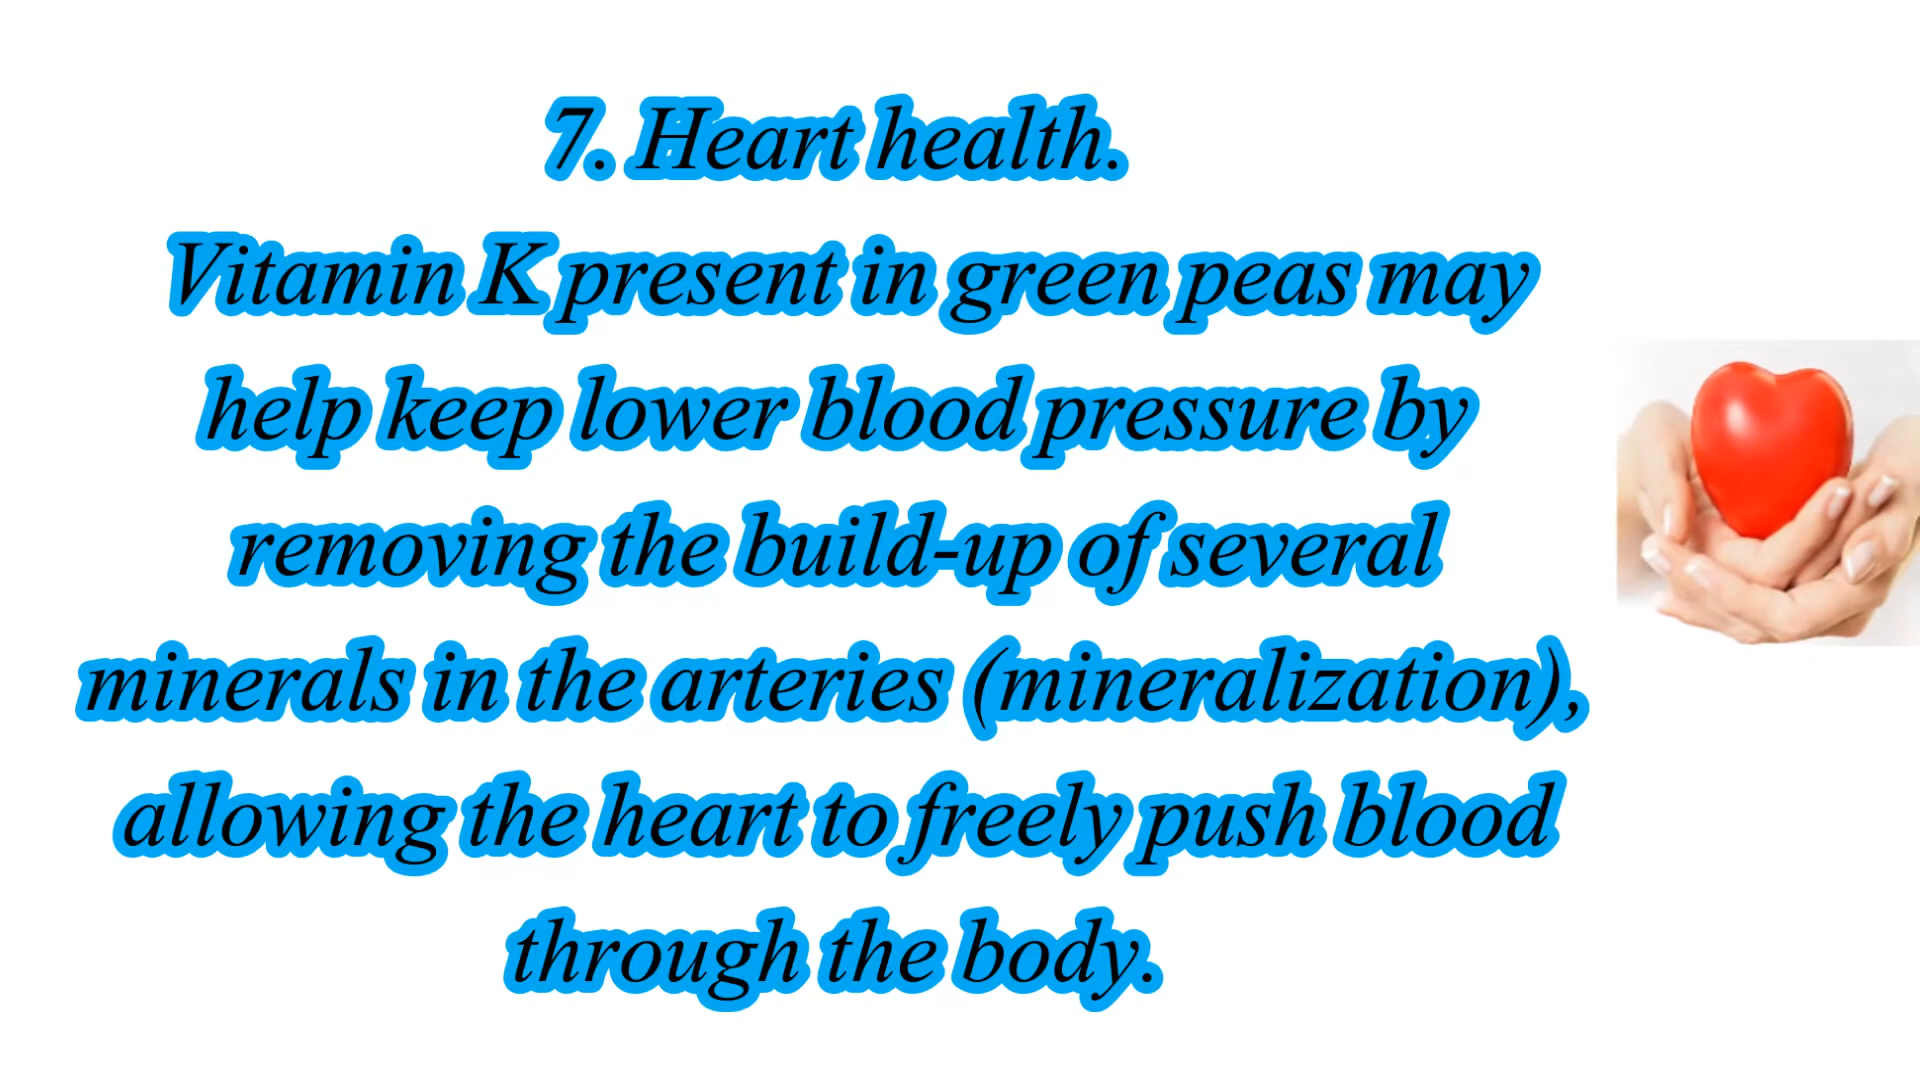 7. Heart health.
Vitamin K present in green peas may
help keep lower blood pressure by
removing the build-up of several
minerals in the arteries (mineralization),
allowing the heart to freely push blood
through the body.